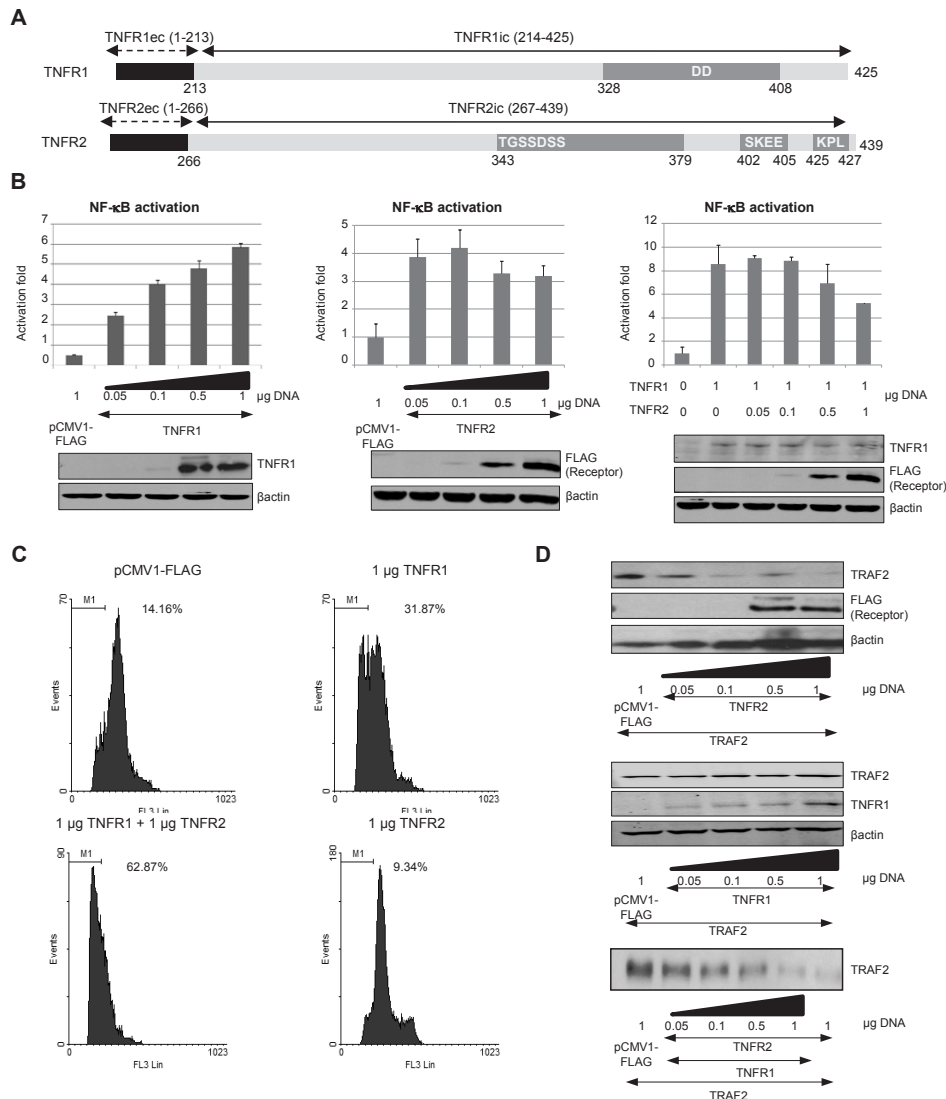 A
TNFR1ec (1-213) TNFR1ic (214-425)
TNFR1 DD 425
213 328 408
TNFR2ec (1-266) TNFR2ic (267-439)
TNFR2 TGSSDSS SKEE KPL 439
266 343 379 402 405 425 427
B
NF-κB activation
7
6
5
4
3
2
1
0
Activation fold
1 0.05 0.1 0.5 1 µg DNA
pCMV1-
FLAG
TNFR1
TNFR1
βactin
NF-κB activation
5
4
3
2
1
0
Activation fold
1 0.05 0.1 0.5 1 µg DNA
pCMV1-
FLAG
TNFR2
FLAG
(Receptor)
βactin
NF-κB activation
12
10
8
6
4
2
0
Activation fold
TNFR1 0 1 1 1 1 1
µg DNA
TNFR2 0 0 0.05 0.1 0.5 1
TNFR1
FLAG
(Receptor)
βactin
C
pCMV1-FLAG
70
M1
14.16%
Events
0
0 1023
FL3 Lin
1 µg TNFR1
70
M1
31.87%
Events
0
0 1023
FL3 Lin
1 µg TNFR1 + 1 µg TNFR2
90
M1
62.87%
Events
0
0 1023
FL3 Lin
1 µg TNFR2
180
M1
9.34%
Events
0
0 1023
FL3 Lin
D
TRAF2
FLAG
(Receptor)
βactin
1 0.05 0.1 0.5 1 µg DNA
pCMV1-
FLAG
TNFR2
TRAF2
TRAF2
TNFR1
βactin
1 0.05 0.1 0.5 1 µg DNA
pCMV1-
FLAG
TNFR1
TRAF2
TRAF2
1 0.05 0.1 0.5 1 1 µg DNA
pCMV1-
FLAG
TNFR2
TNFR1
TRAF2